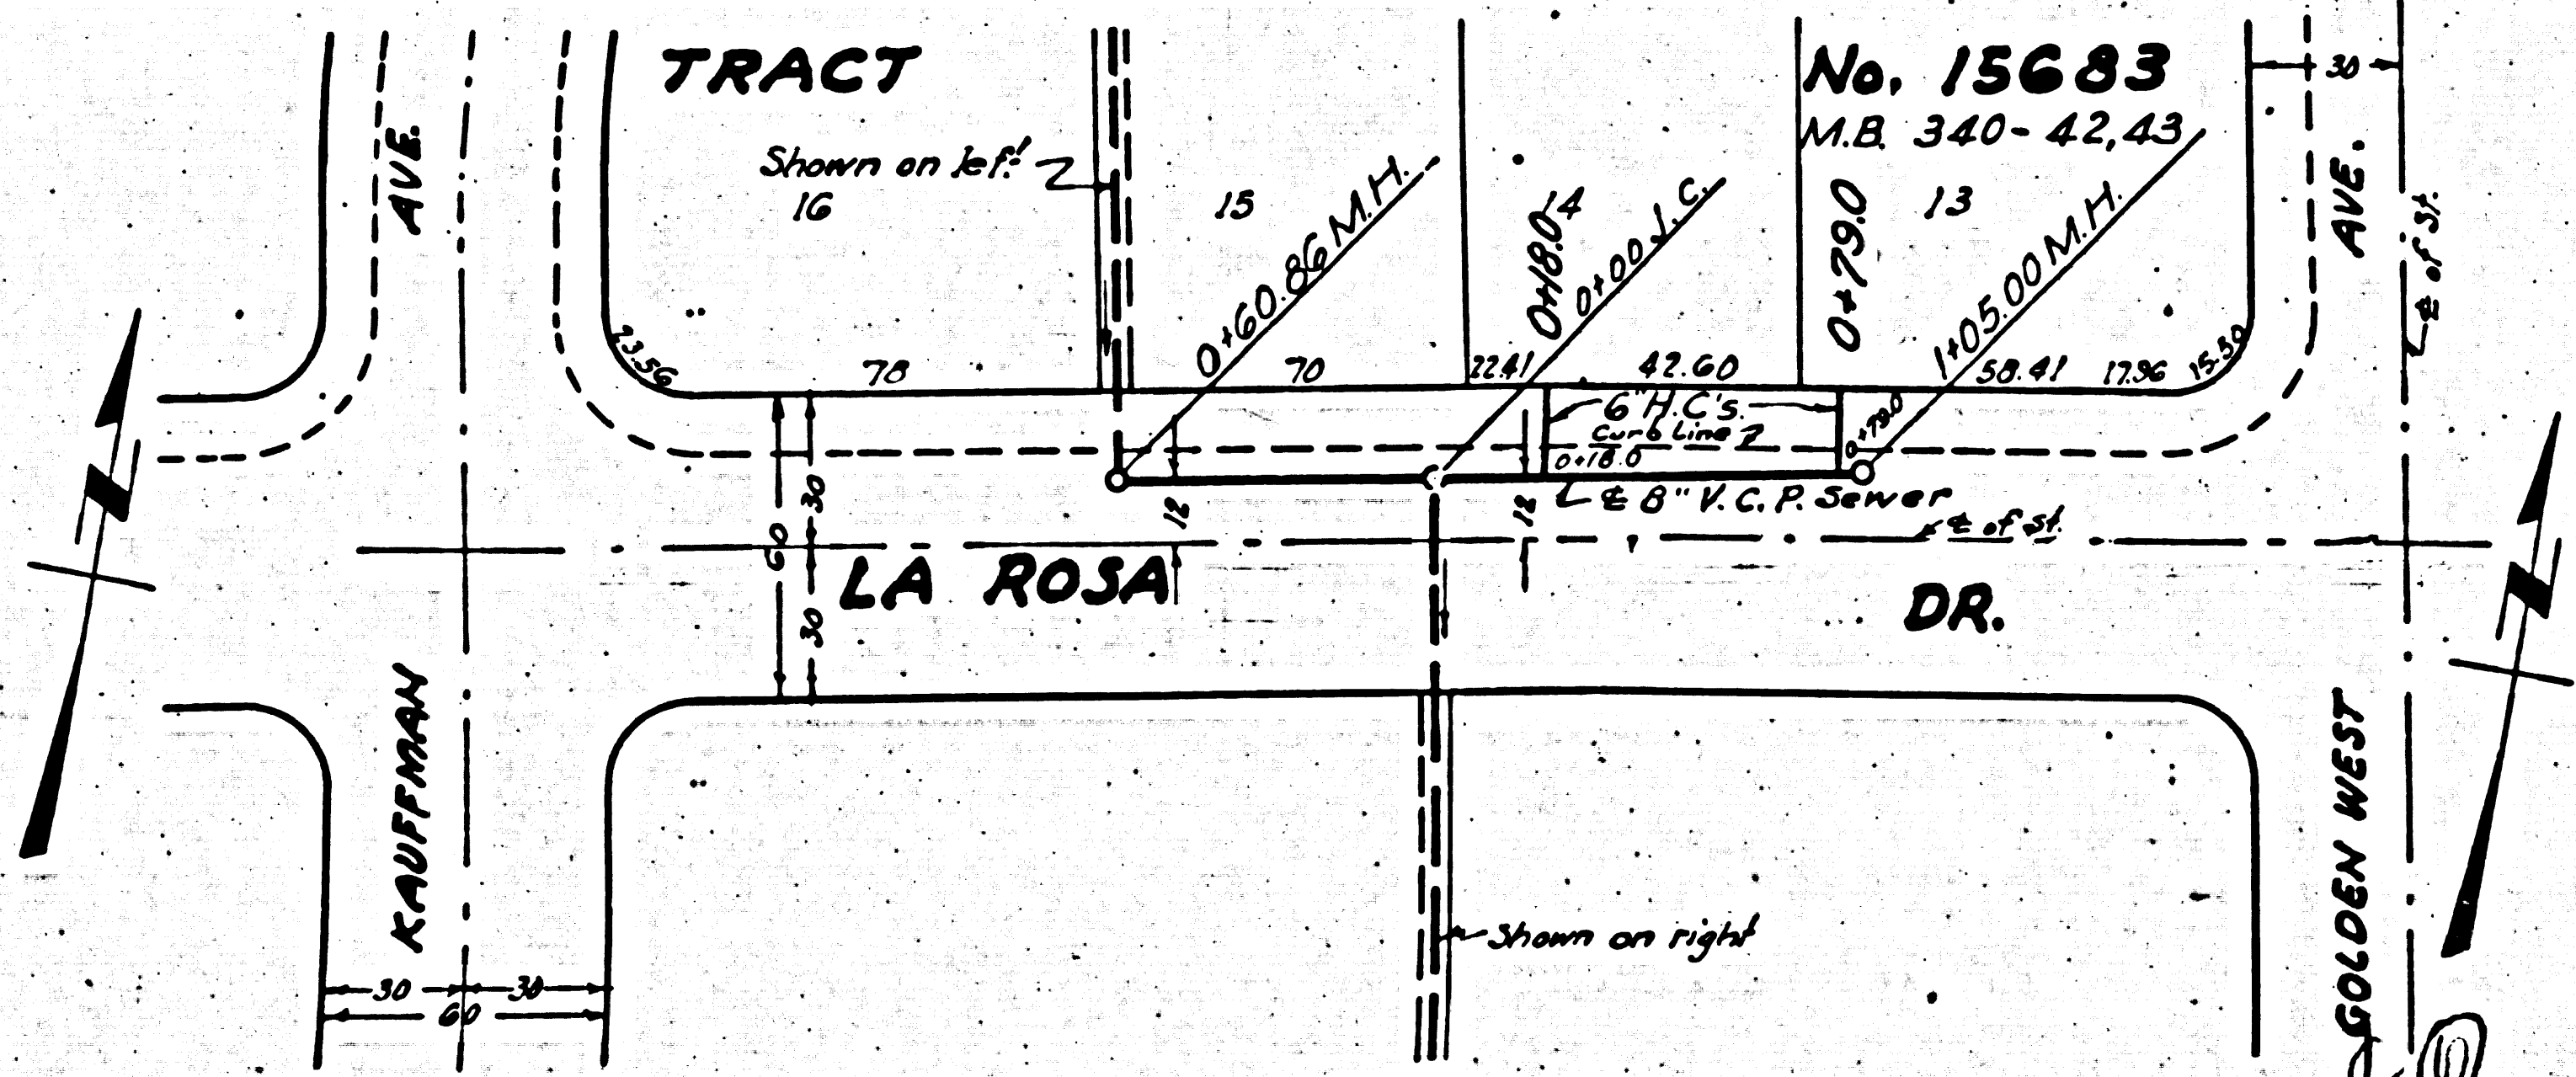 TRACT
No. 15683
M.B. 340-42,43
30
AVE.
AVE.
℄ of St.
Shown on left
16
15
14
13
0+60.86 M.H.
0+18.0
0+00 J.C.
0+79.0
1+05.00 M.H.
23.56
78
70
22.41
42.60
58.41
17.96
15.30
6" H.C's.
Curb Line
0+18.0
0+79.0
℄ 8" V.C.P. Sewer
12
12
60
30
30
℄ of St.
LA ROSA DR.
KAUFFMAN
GOLDEN WEST
Shown on right
30
30
60